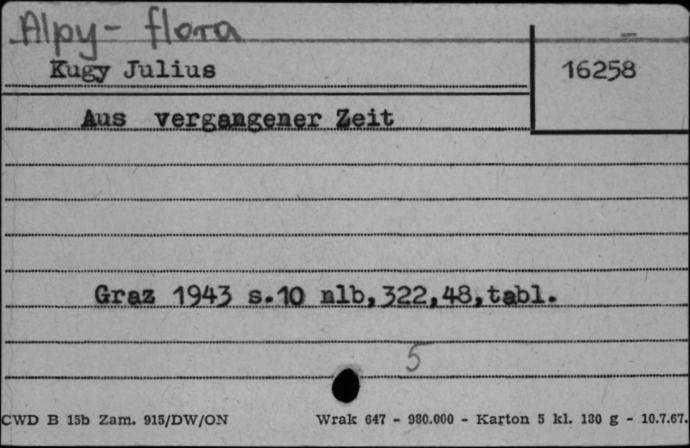 Alpy - flora
Kugy Julius
16258
Aus vergangener Zeit
Graz 1943 s.10 nlb,322,48,tabl.
5
CWD B 15b Zam. 915/DW/ON Wrak 647 - 980.000 - Karton 5 kl. 130 g - 10.7.67.